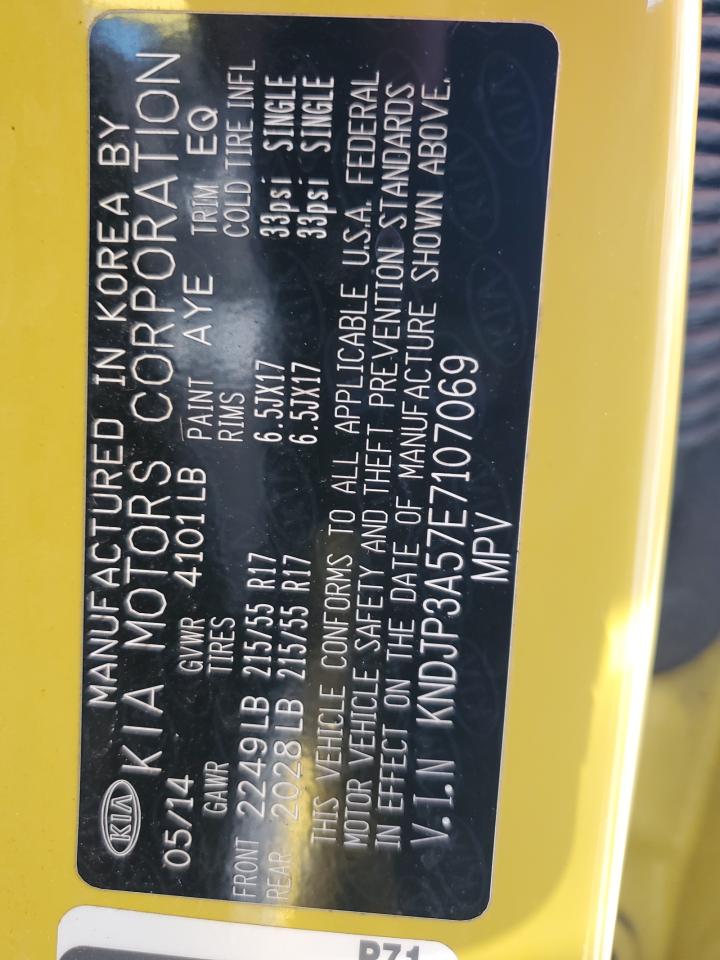 MANUFACTURED IN KOREA BY
KIA KIA MOTORS CORPORATION
05/14 GVWR 4101LB PAINT AYE TRIM EQ
GAWR TIRES RIMS COLD TIRE INFL
FRONT 2249LB 215/55 R17 6.5JX17 33psi SINGLE
REAR 2028LB 215/55 R17 6.5JX17 33psi SINGLE
THIS VEHICLE CONFORMS TO ALL APPLICABLE U.S.A. FEDERAL
MOTOR VEHICLE SAFETY AND THEFT PREVENTION STANDARDS
IN EFFECT ON THE DATE OF MANUFACTURE SHOWN ABOVE.
V.I.N KNDJP3A57E7107069
MPV